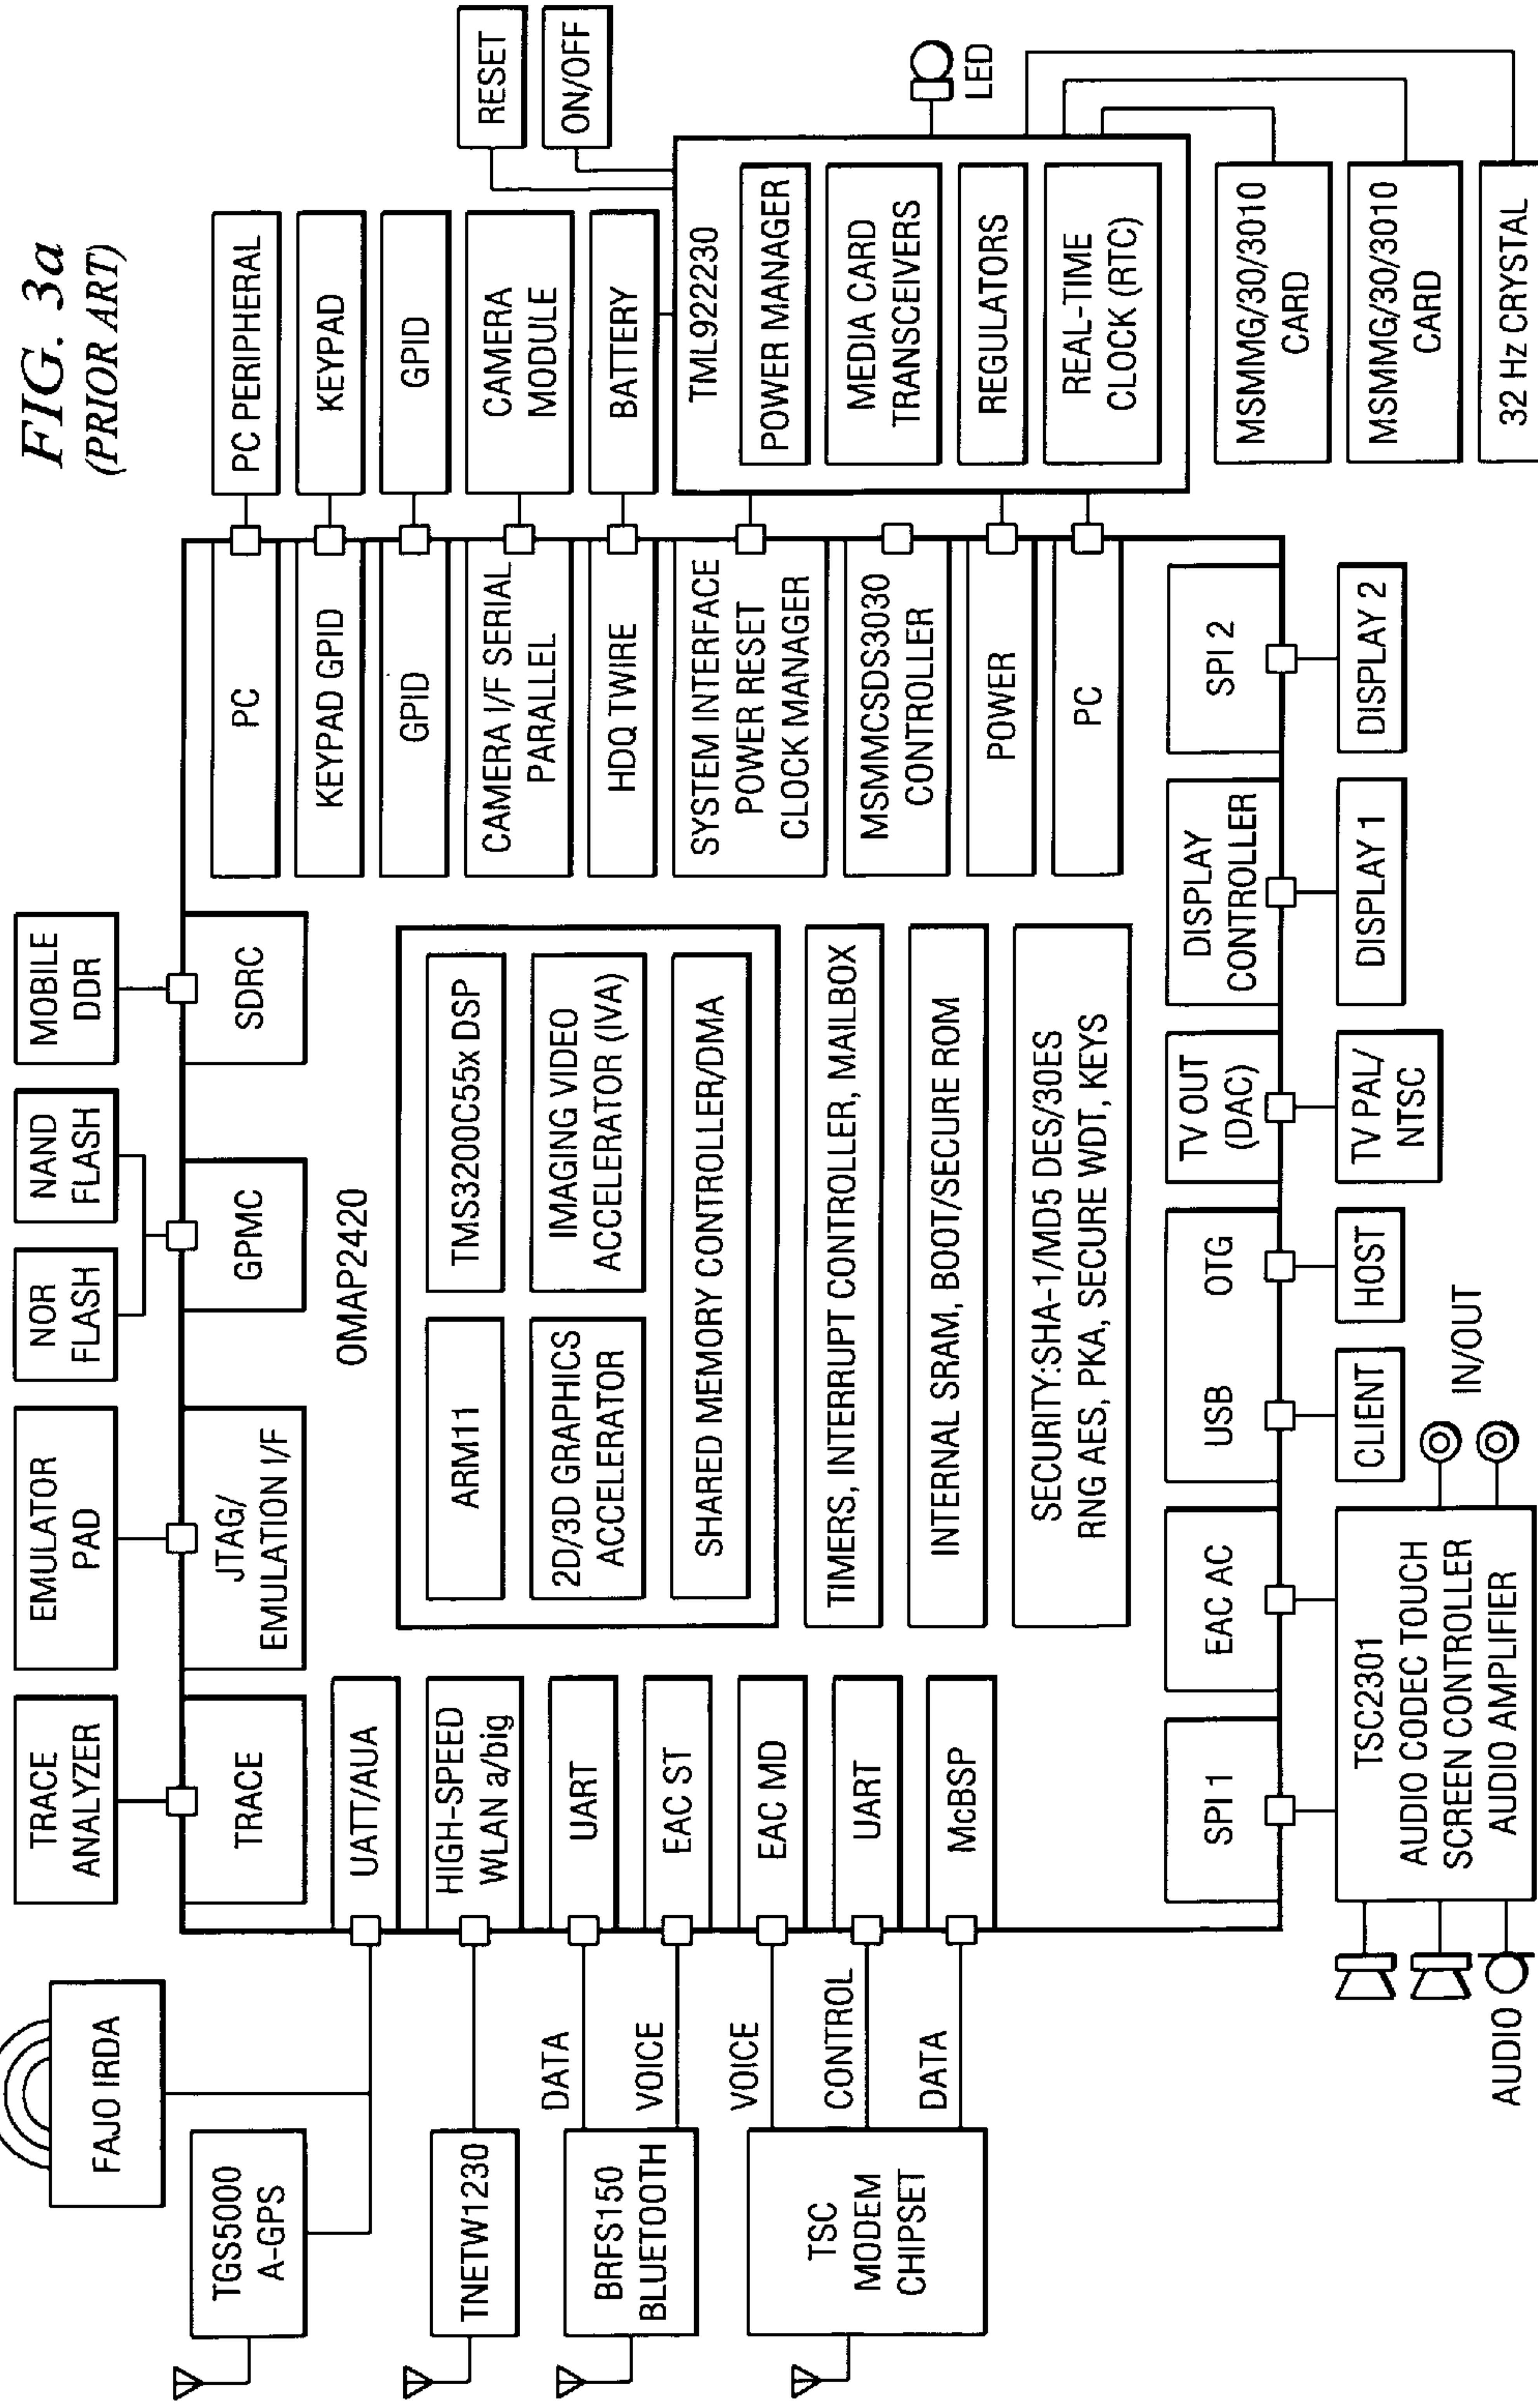 FIG. 3a
(PRIOR ART)
FAJO IRDA
TGS5000
A-GPS
TNETW1230
BRFS150
BLUETOOTH
TSC
MODEM
CHIPSET
DATA
VOICE
VOICE
CONTROL
DATA
TRACE
ANALYZER
EMULATOR
PAD
NOR
FLASH
NAND
FLASH
MOBILE
DDR
TRACE
JTAG/
EMULATION I/F
GPMC
SDRC
UATT/AUA
HIGH-SPEED
WLAN a/big
UART
EAC ST
EAC MD
UART
McBSP
OMAP2420
ARM11
TMS3200C55x DSP
2D/3D GRAPHICS
ACCELERATOR
IMAGING VIDEO
ACCELERATOR (IVA)
SHARED MEMORY CONTROLLER/DMA
TIMERS, INTERRUPT CONTROLLER, MAILBOX
INTERNAL SRAM, BOOT/SECURE ROM
SECURITY:SHA-1/MD5 DES/30ES
RNG AES, PKA, SECURE WDT, KEYS
PC
KEYPAD GPID
GPID
CAMERA I/F SERIAL
PARALLEL
HDQ TWIRE
SYSTEM INTERFACE
POWER RESET
CLOCK MANAGER
MSMMCSDS3030
CONTROLLER
POWER
PC
PC PERIPHERAL
KEYPAD
GPID
CAMERA
MODULE
BATTERY
RESET
ON/OFF
TML922230
POWER MANAGER
MEDIA CARD
TRANSCEIVERS
REGULATORS
REAL-TIME
CLOCK (RTC)
LED
MSMMG/30/3010
CARD
MSMMG/30/3010
CARD
32 Hz CRYSTAL
SPI 1
EAC AC
USB
OTG
TV OUT
(DAC)
DISPLAY
CONTROLLER
SPI 2
TSC2301
AUDIO CODEC TOUCH
SCREEN CONTROLLER
AUDIO AMPLIFIER
CLIENT
HOST
TV PAL/
NTSC
DISPLAY 1
DISPLAY 2
IN/OUT
AUDIO